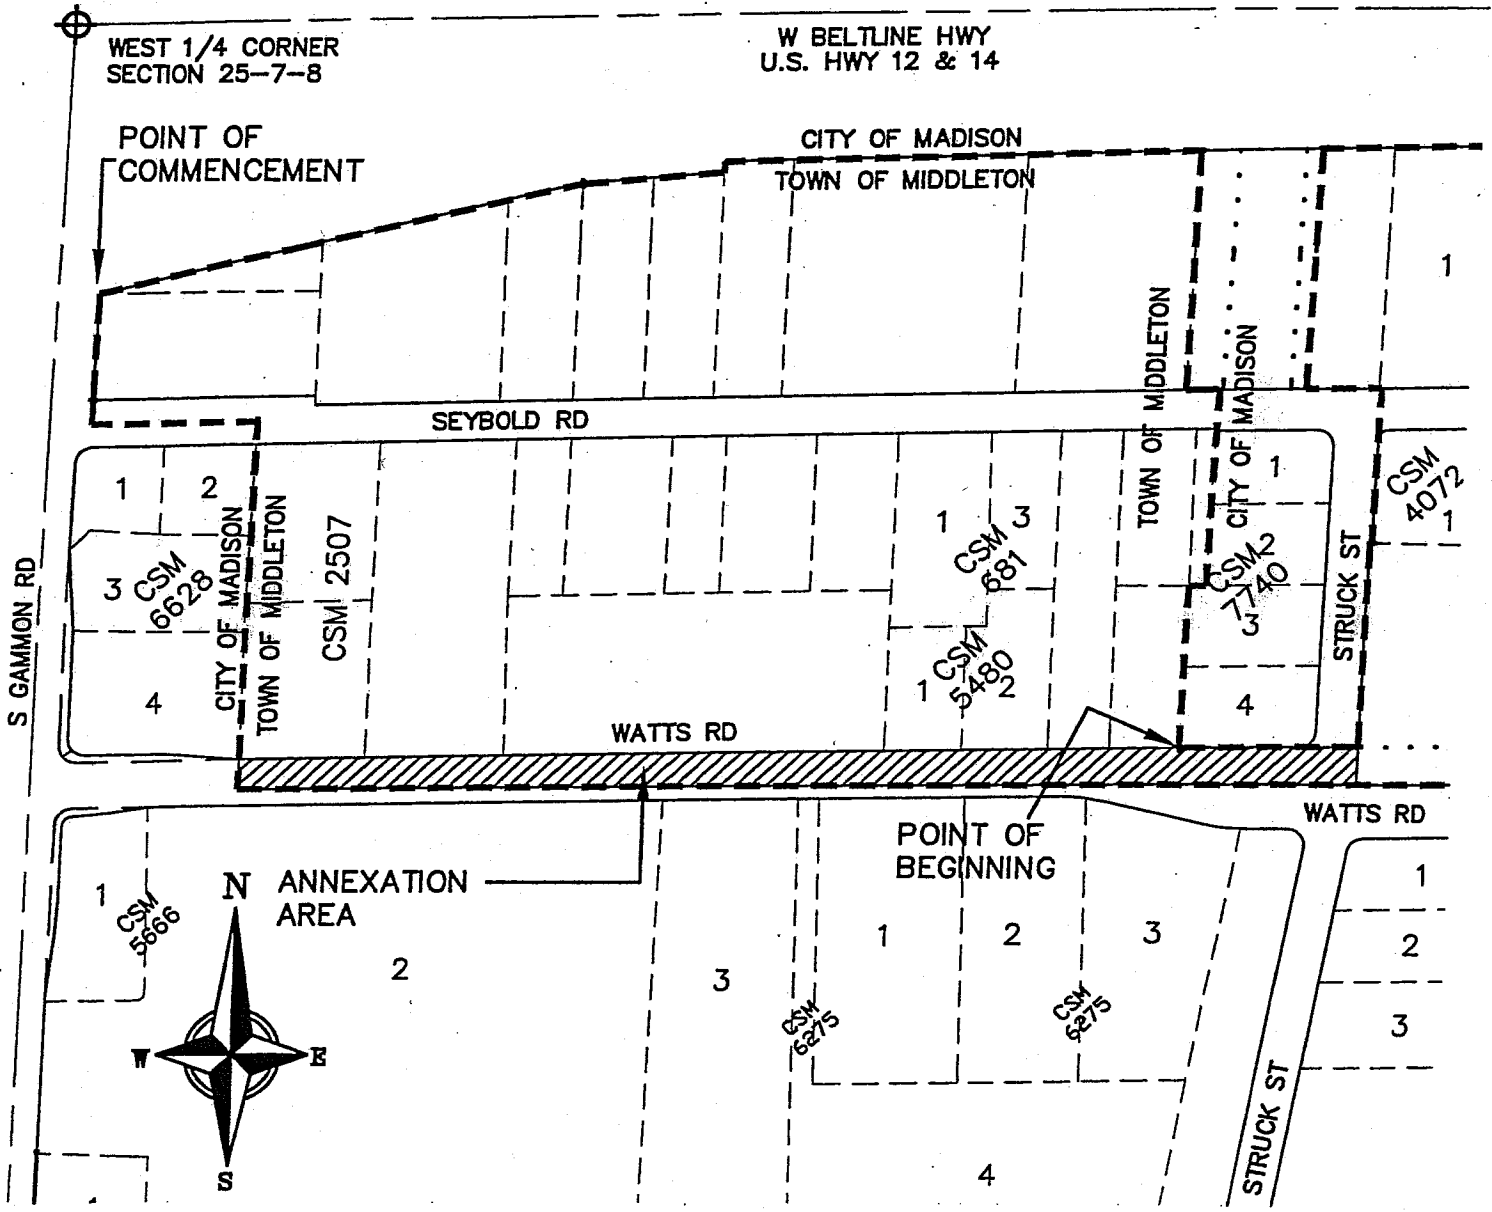 WEST 1/4 CORNER
SECTION 25-7-8
W BELTLINE HWY
U.S. HWY 12 & 14
POINT OF
COMMENCEMENT
CITY OF MADISON
TOWN OF MIDDLETON
1
TOWN OF MIDDLETON
CITY OF MADISON
SEYBOLD RD
1
2
3
CSM
6628
4
CITY OF MADISON
TOWN OF MIDDLETON
CSM 2507
1
3
CSM
681
CSM
5480
1
2
1
CSM
7740
2
3
4
STRUCK ST
CSM
4072
1
S GAMMON RD
WATTS RD
WATTS RD
POINT OF
BEGINNING
ANNEXATION
AREA
1
CSM
5666
N
W
E
S
2
3
1
2
3
CSM
6275
CSM
6275
4
STRUCK ST
1
2
3